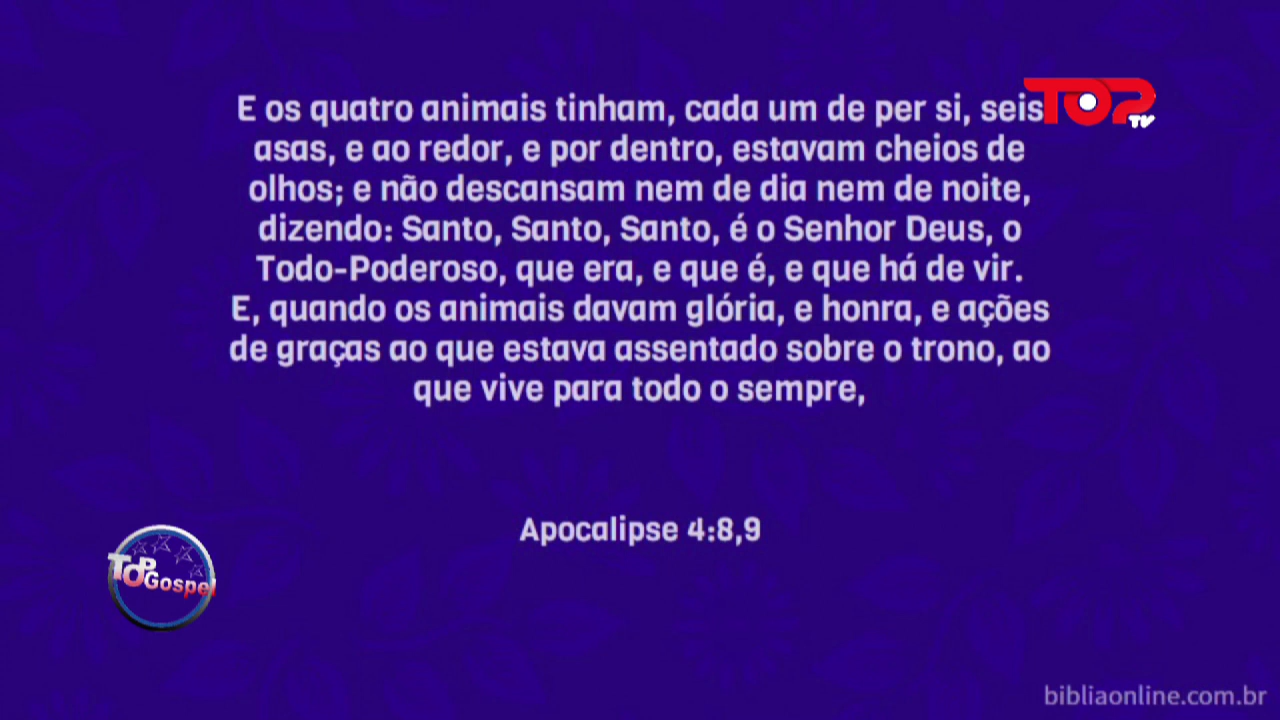 E os quatro animais tinham, cada um de per si, seis
asas, e ao redor, e por dentro, estavam cheios de
olhos; e não descansam nem de dia nem de noite,
dizendo: Santo, Santo, Santo, é o Senhor Deus, o
Todo-Poderoso, que era, e que é, e que há de vir.
E, quando os animais davam glória, e honra, e ações
de graças ao que estava assentado sobre o trono, ao
que vive para todo o sempre,
Apocalipse 4:8,9
TOP
TV
TOP
Gospel
bibliaonline.com.br